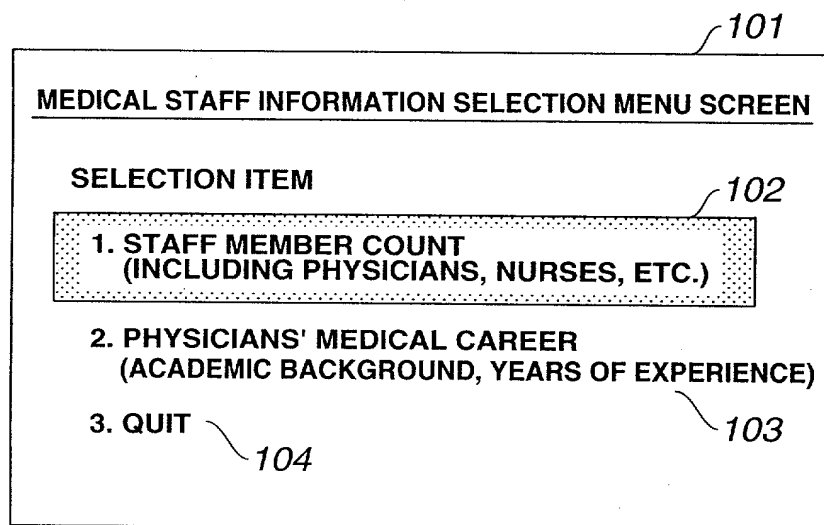 101
MEDICAL STAFF INFORMATION SELECTION MENU SCREEN
SELECTION ITEM
102
1. STAFF MEMBER COUNT
(INCLUDING PHYSICIANS, NURSES, ETC.)
2. PHYSICIANS' MEDICAL CAREER
(ACADEMIC BACKGROUND, YEARS OF EXPERIENCE)
103
3. QUIT
104